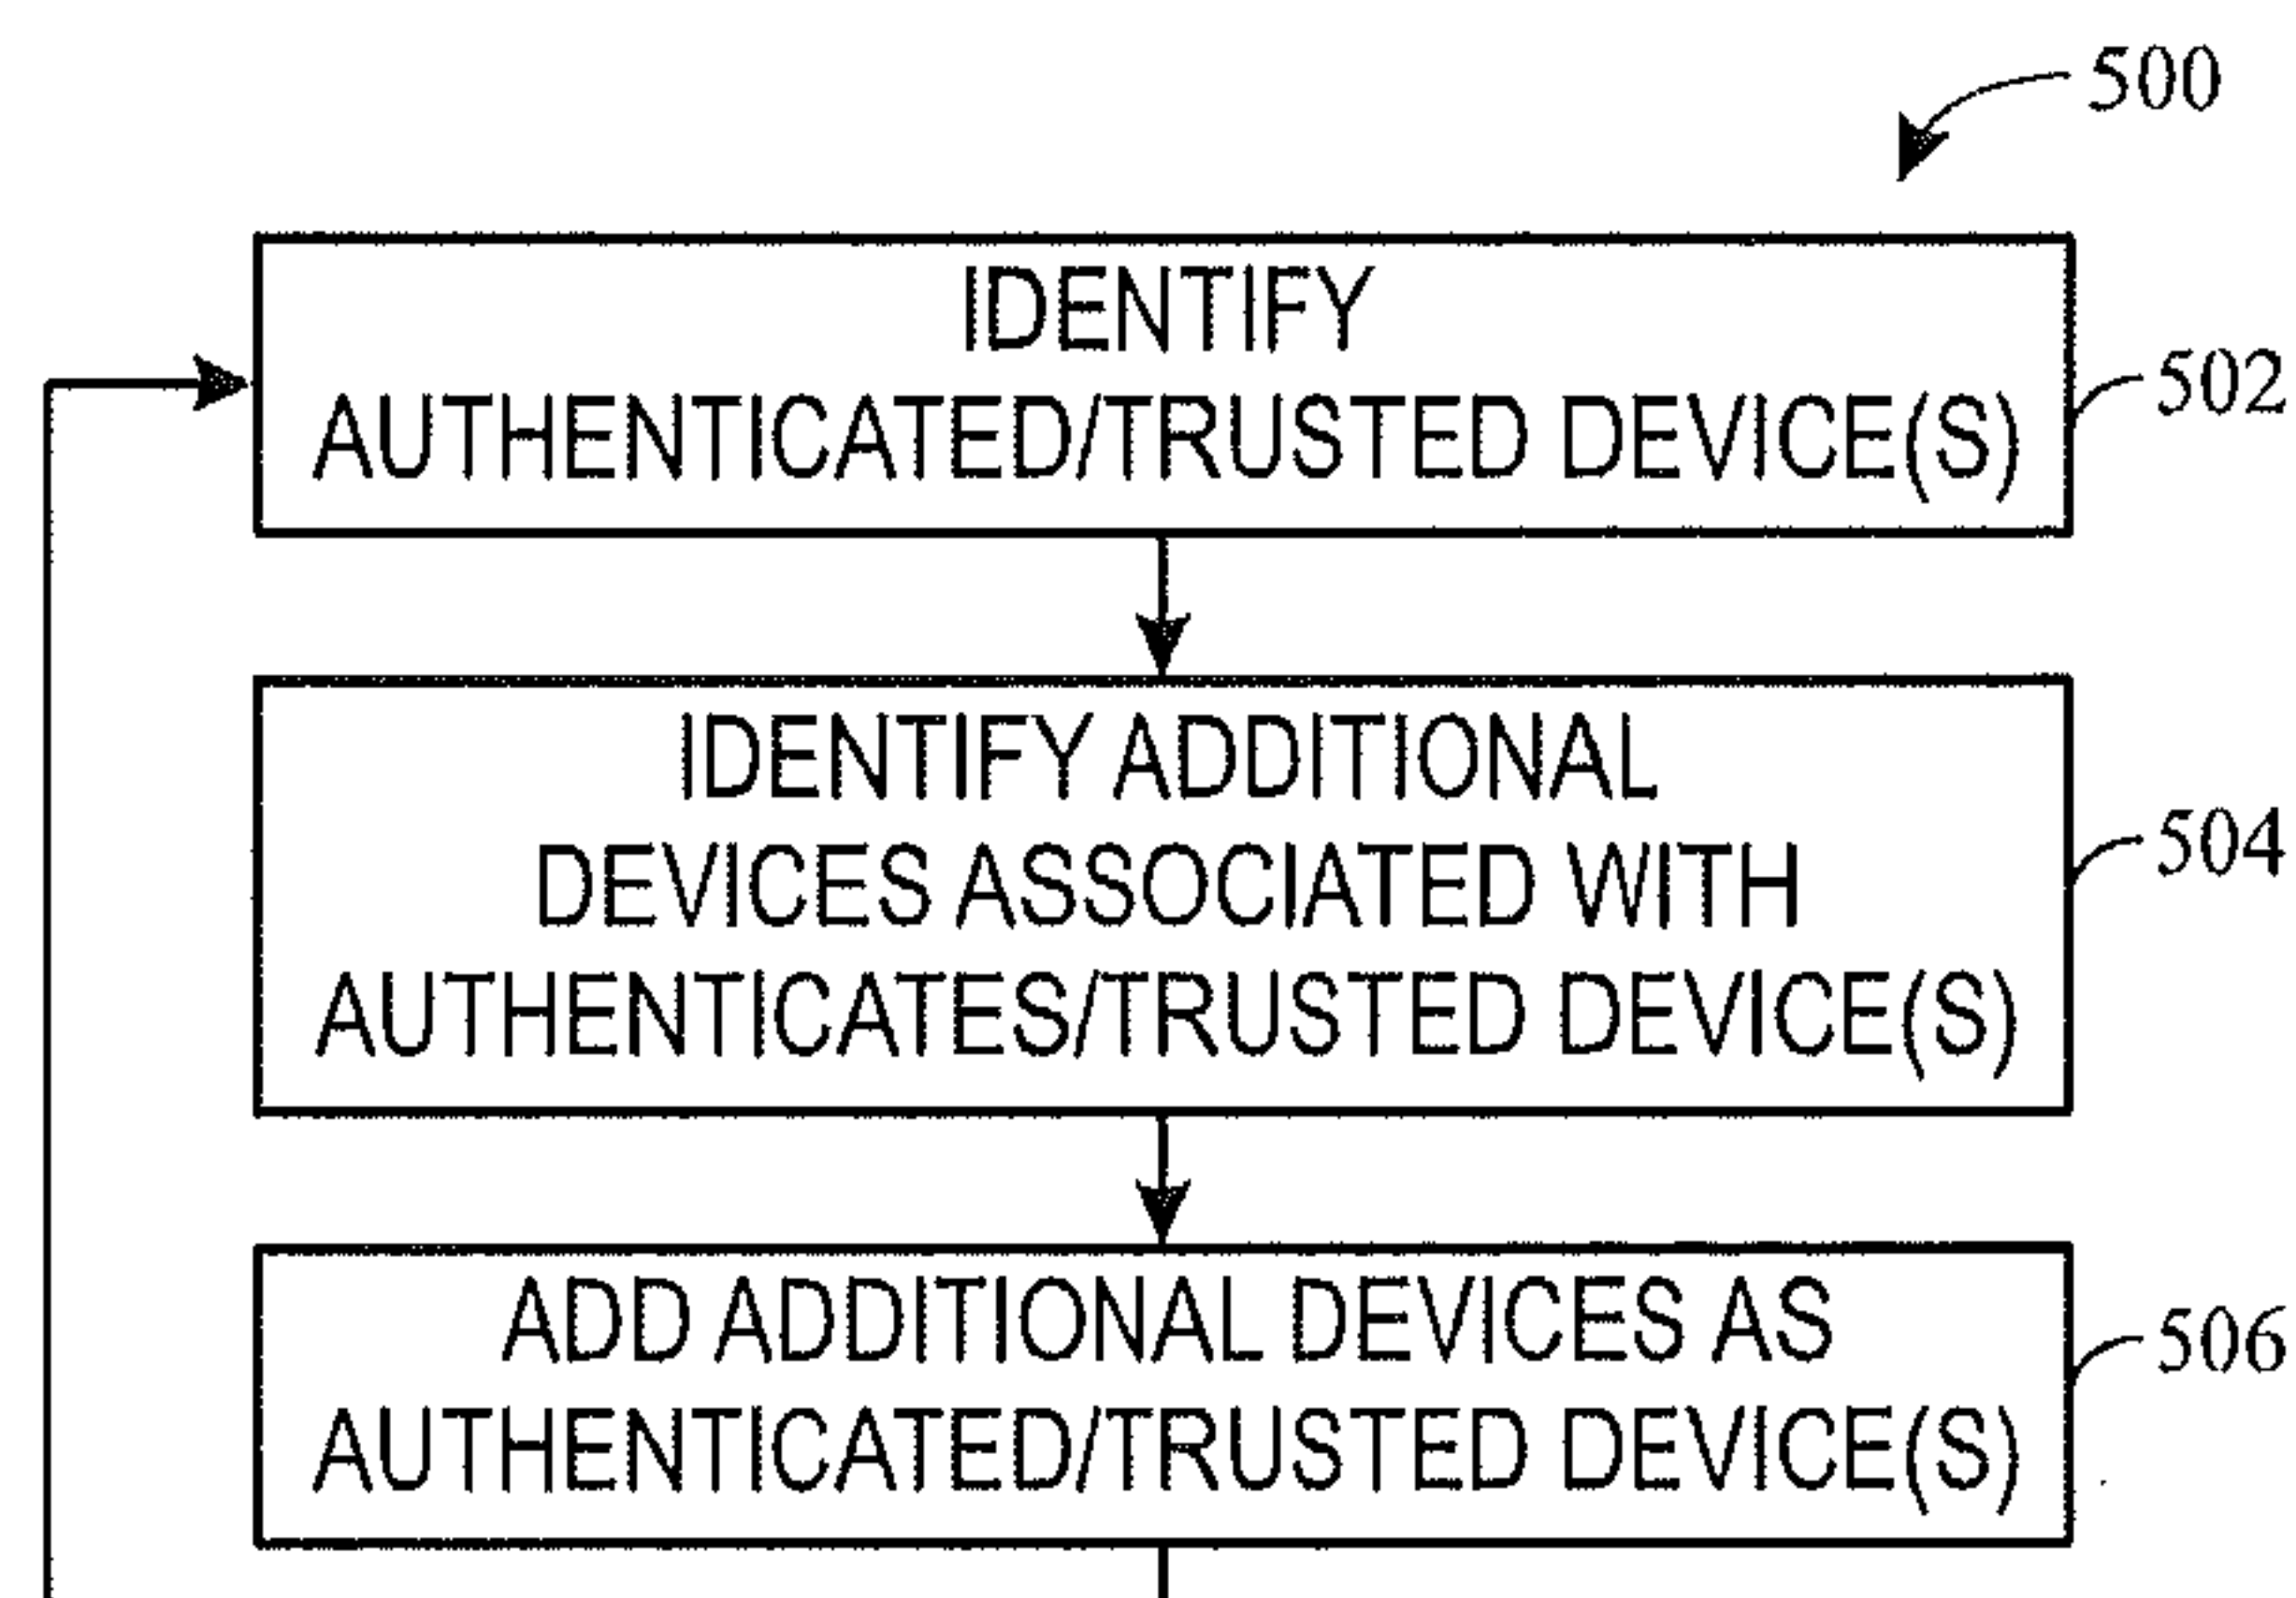 500
IDENTIFY
AUTHENTICATED/TRUSTED DEVICE(S)
502
IDENTIFY ADDITIONAL
DEVICES ASSOCIATED WITH
AUTHENTICATES/TRUSTED DEVICE(S)
504
ADD ADDITIONAL DEVICES AS
AUTHENTICATED/TRUSTED DEVICE(S)
506